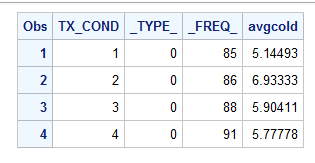 Obs TX_COND _TYPE_ _FREQ_ avgcold
1 1 0 85 5.14493
2 2 0 86 6.93333
3 3 0 88 5.90411
4 4 0 91 5.77778